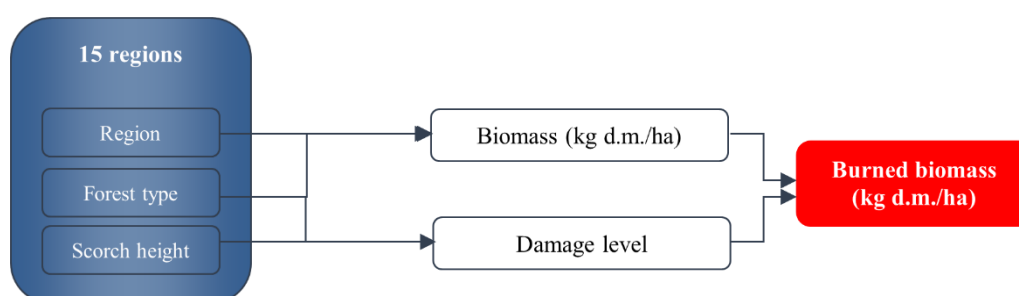 15 regions
Region
Forest type
Scorch height
Biomass (kg d.m./ha)
Damage level
Burned biomass
(kg d.m./ha)